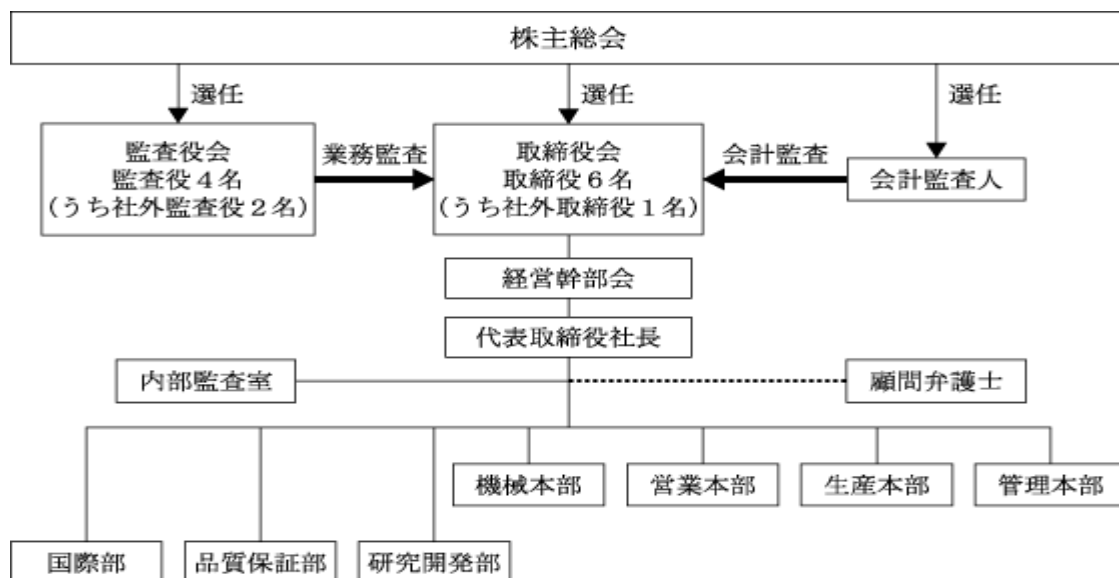 株主総会
選任
選任
選任
監査役会
監査役4名
(うち社外監査役2名)
業務監査
取締役会
取締役6名
(うち社外取締役1名)
会計監査
会計監査人
経営幹部会
代表取締役社長
内部監査室
顧問弁護士
機械本部
営業本部
生産本部
管理本部
国際部
品質保証部
研究開発部